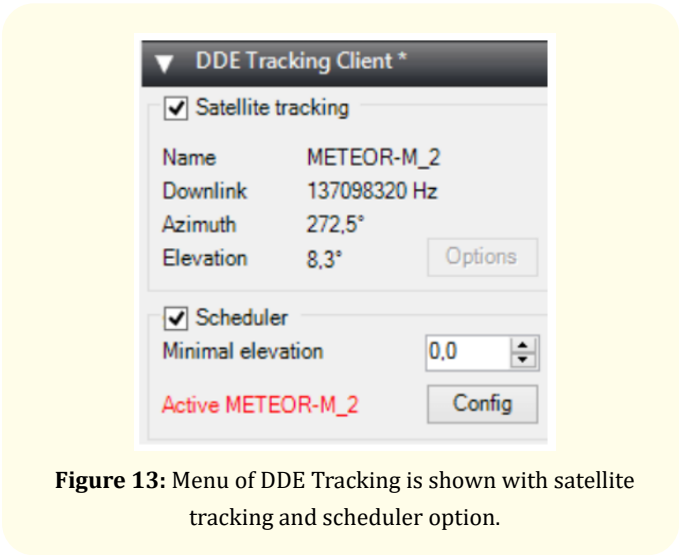 ▼ DDE Tracking Client *
Satellite tracking
Name METEOR-M_2
Downlink 137098320 Hz
Azimuth 272,5°
Elevation 8,3° Options
Scheduler
Minimal elevation 0,0
Active METEOR-M_2 Config
Figure 13: Menu of DDE Tracking is shown with satellite
tracking and scheduler option.